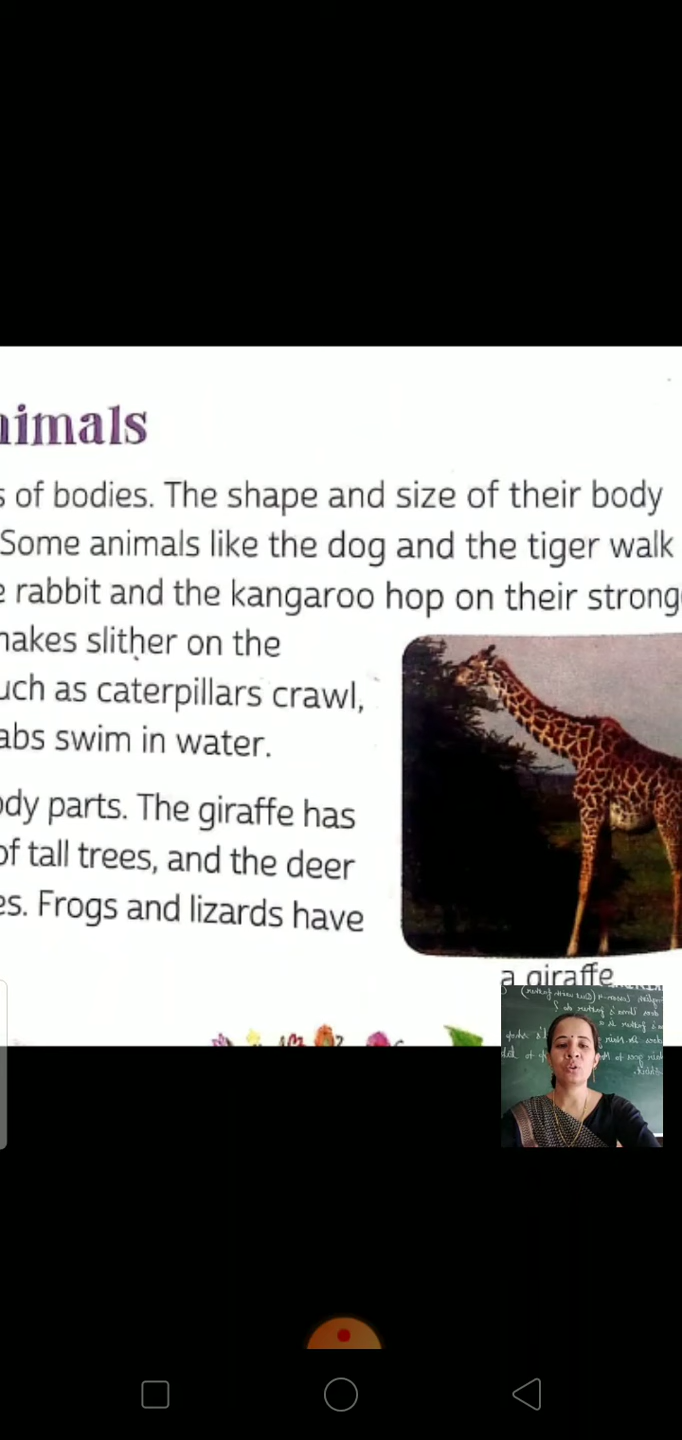 nimals
s of bodies. The shape and size of their body
Some animals like the dog and the tiger walk
e rabbit and the kangaroo hop on their strong
nakes slither on the
uch as caterpillars crawl,
abs swim in water.
ody parts. The giraffe has
of tall trees, and the deer
es. Frogs and lizards have
a giraffe